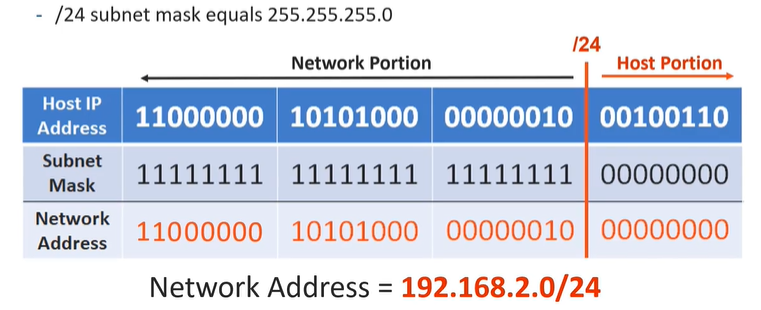 - /24 subnet mask equals 255.255.255.0
/24
Network Portion
Host Portion
Host IP Address 11000000 10101000 00000010 00100110
Subnet Mask 11111111 11111111 11111111 00000000
Network Address 11000000 10101000 00000010 00000000
Network Address = 192.168.2.0/24